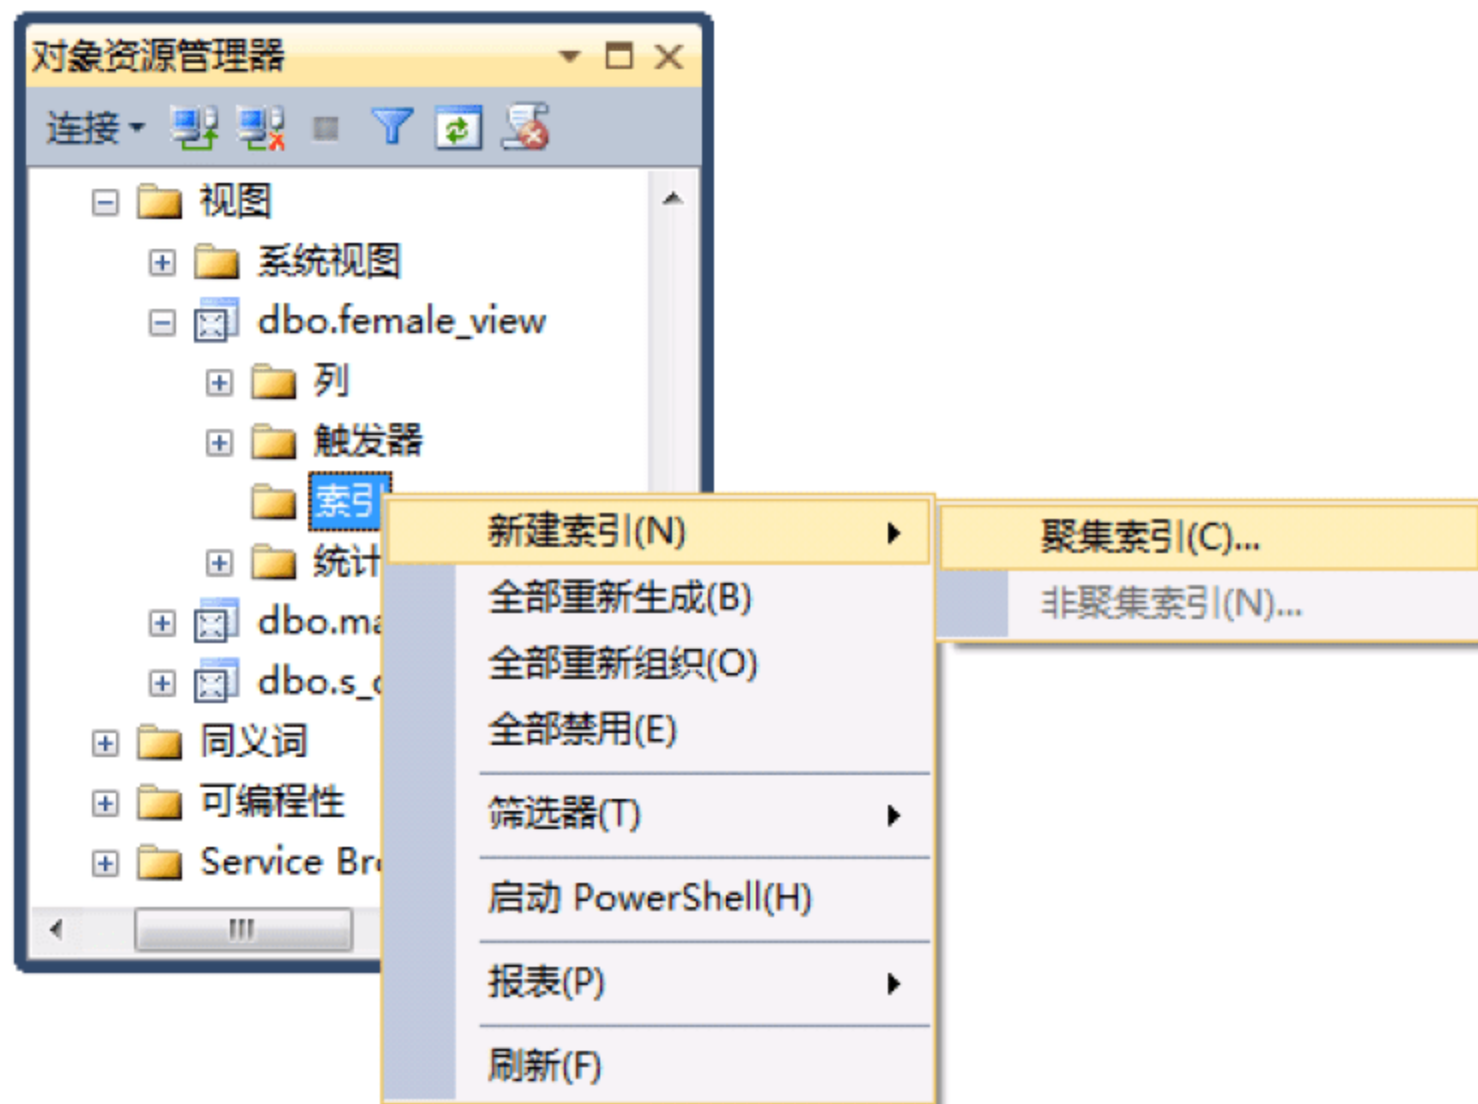 对象资源管理器
连接
视图
系统视图
dbo.female_view
列
触发器
索引
统计
dbo.ma
dbo.s_
同义词
可编程性
Service Br
新建索引(N)
全部重新生成(B)
全部重新组织(O)
全部禁用(E)
筛选器(T)
启动 PowerShell(H)
报表(P)
刷新(F)
聚集索引(C)...
非聚集索引(N)...